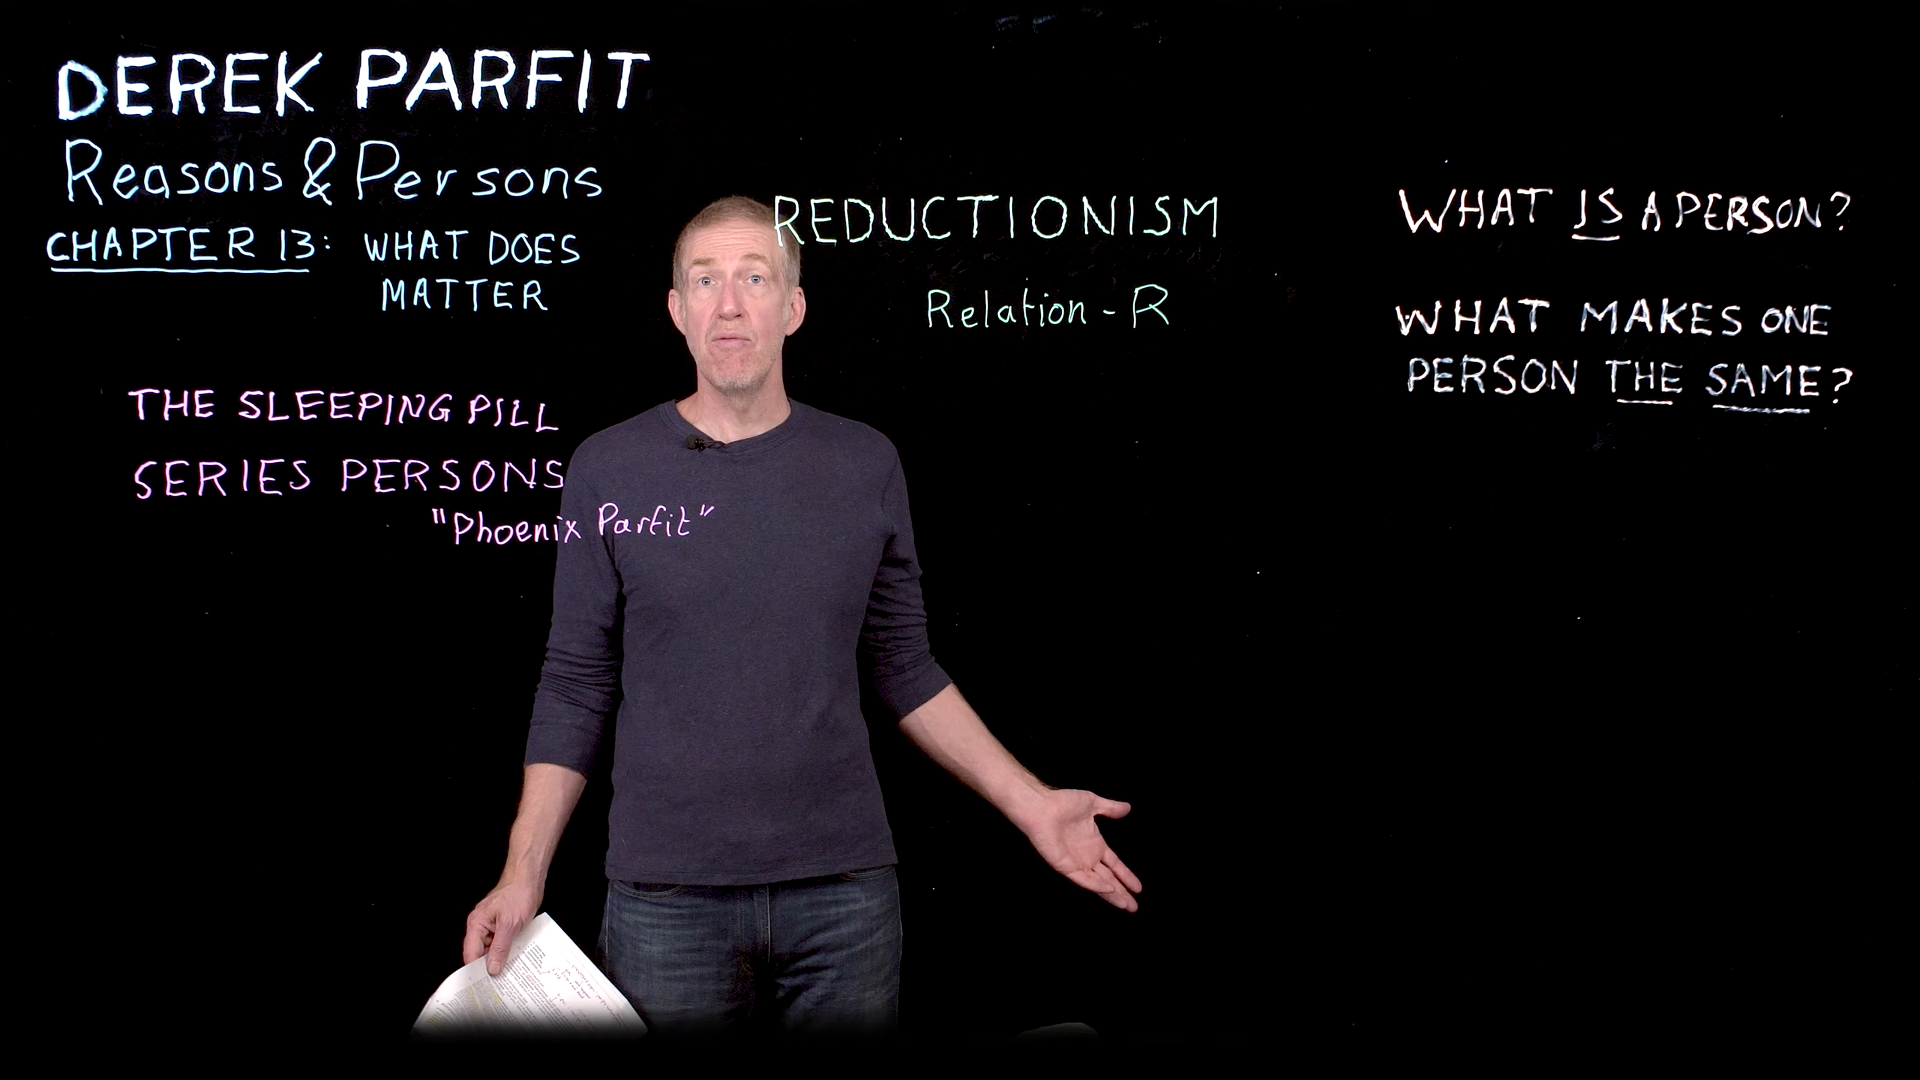 DEREK PARFIT
Reasons & Persons
CHAPTER 13: WHAT DOES
MATTER
THE SLEEPING PILL
SERIES PERSONS
"Phoenix Parfit"
REDUCTIONISM
Relation-R
WHAT IS A PERSON?
WHAT MAKES ONE
PERSON THE SAME?